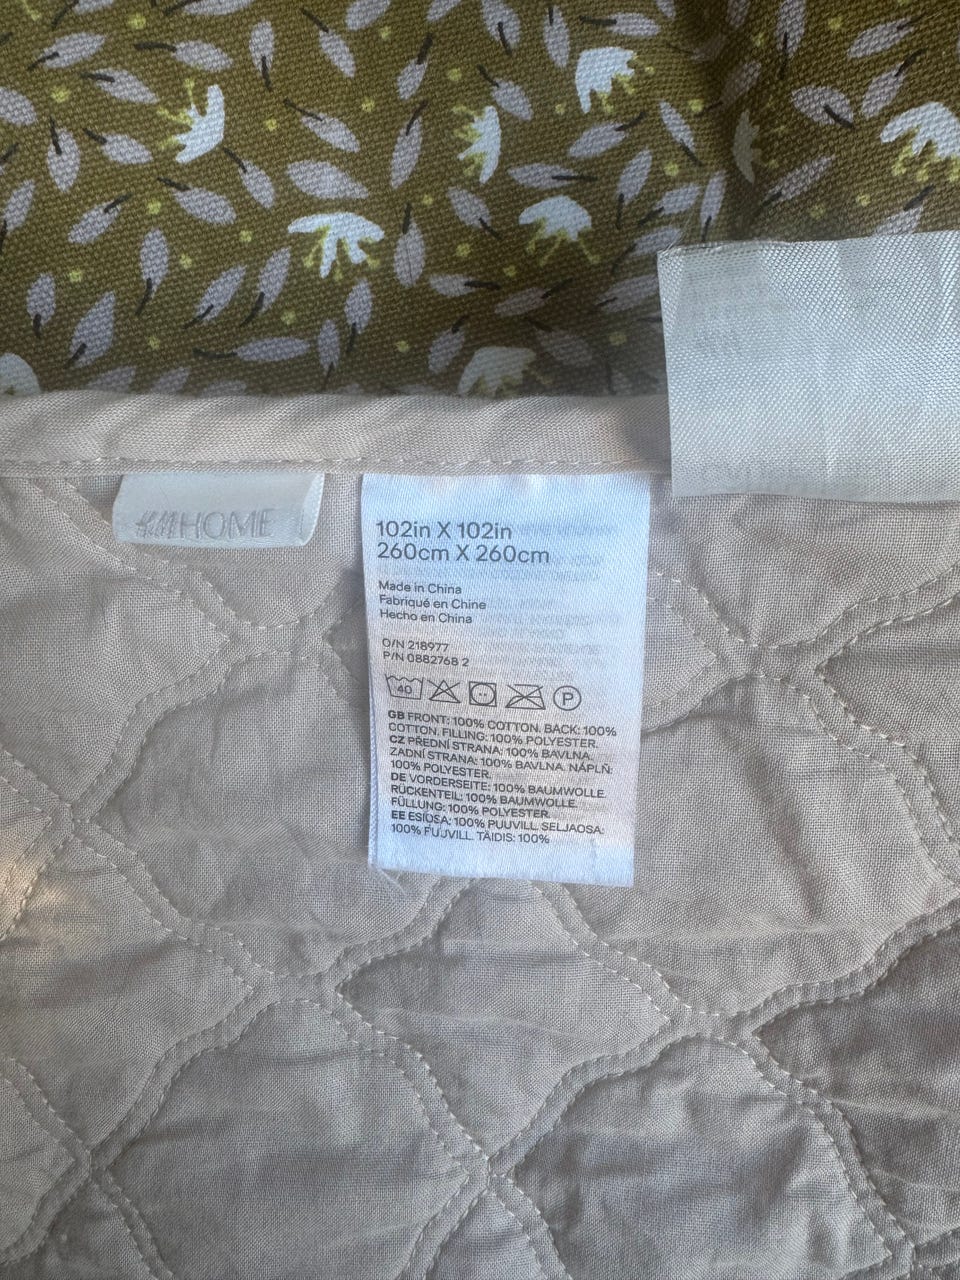 H&M HOME
102in X 102in
260cm X 260cm
Made in China
Fabriqué en Chine
Hecho en China
O/N 218977
P/N 0882768 2
40 P
GB FRONT: 100% COTTON. BACK: 100%
COTTON. FILLING: 100% POLYESTER.
CZ PŘEDNÍ STRANA: 100% BAVLNA.
ZADNÍ STRANA: 100% BAVLNA. NÁPLŇ:
100% POLYESTER.
DE VORDERSEITE: 100% BAUMWOLLE.
RÜCKENTEIL: 100% BAUMWOLLE.
FÜLLUNG: 100% POLYESTER.
EE ESIOSA: 100% PUUVILL. SELJAOSA:
100% PUUVILL. TÄIDIS: 100%